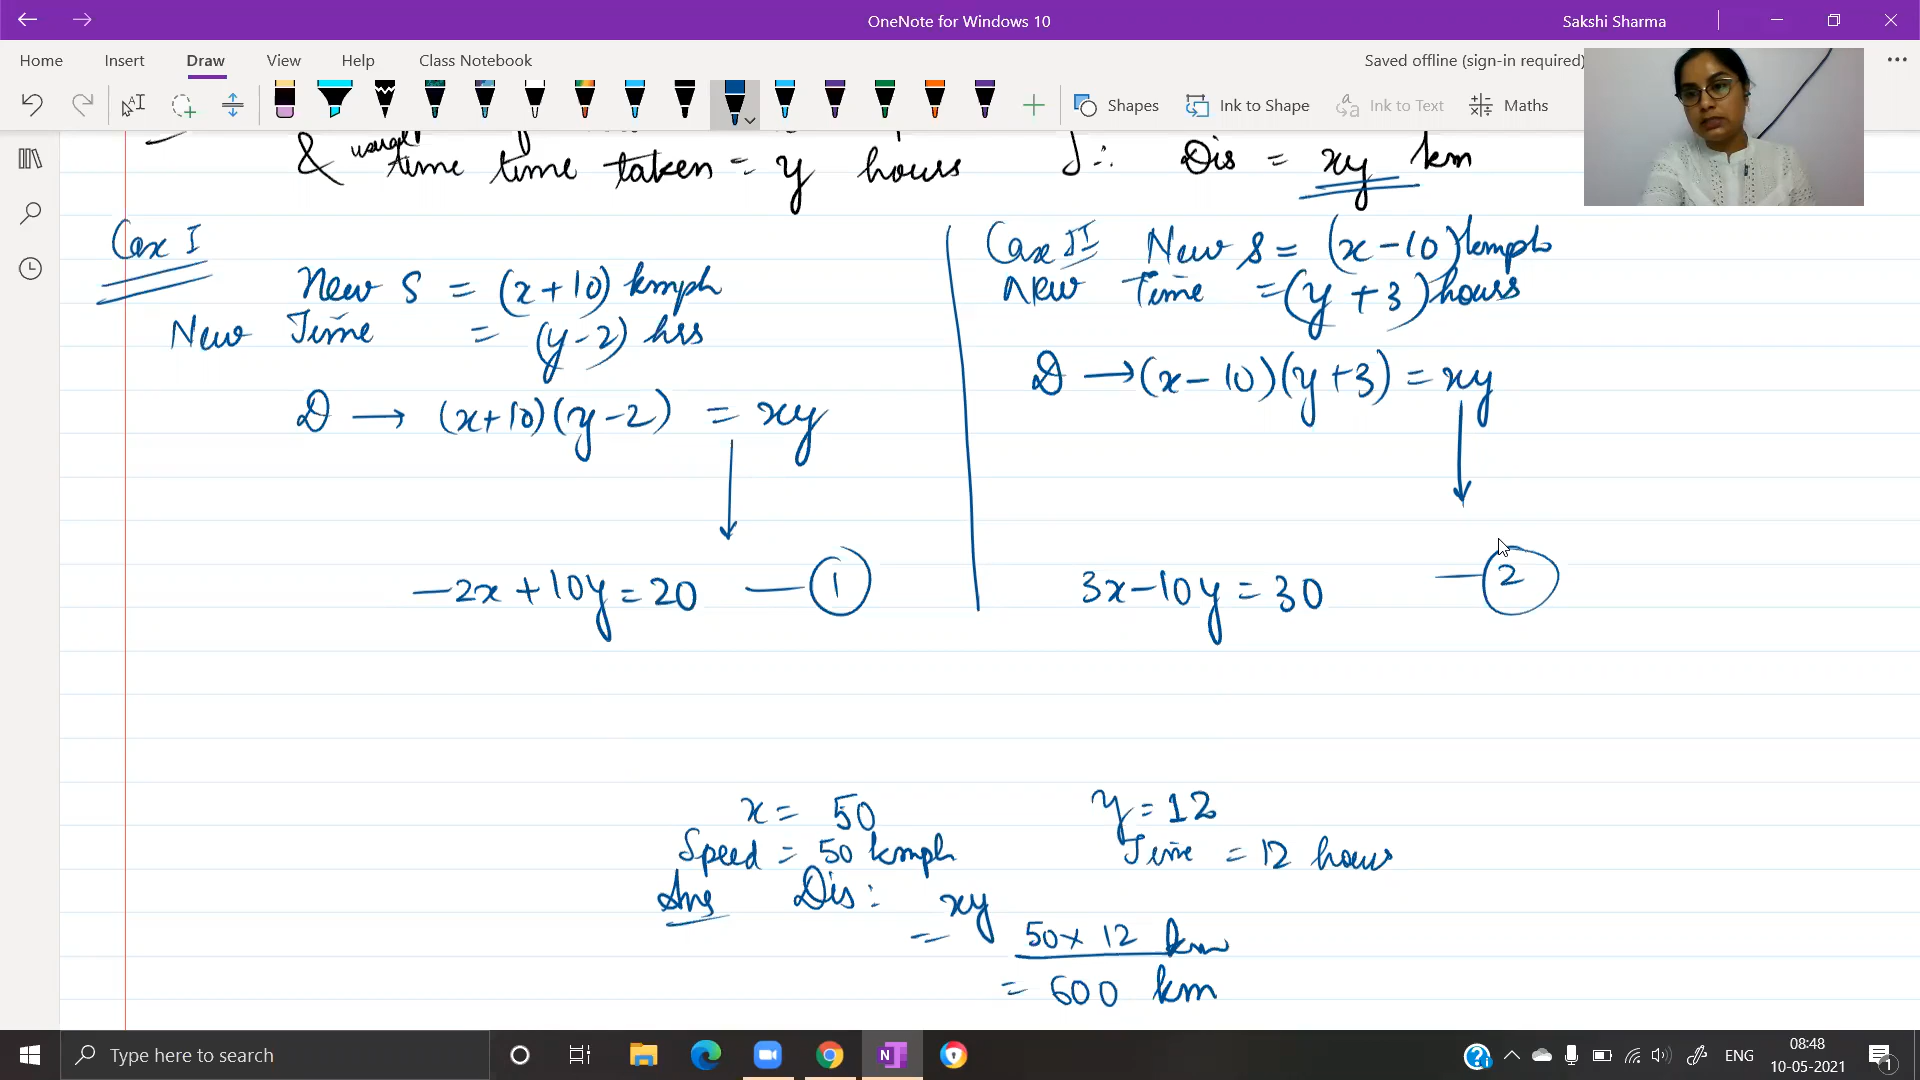 OneNote for Windows 10
Sakshi Sharma
Home Insert Draw View Help Class Notebook
Saved offline (sign-in required)
Shapes Ink to Shape Ink to Text Maths
& usual time time taken = y hours ∴ Dis = xy km
Case I
New S = (x+10) kmph
New Time = (y-2) hrs
D → (x+10)(y-2) = xy
-2x+10y=20 — 1
Case II New S = (x-10) kmph
New Time = (y+3) hours
D → (x-10)(y+3) = xy
3x-10y=30 — 2
x = 50 y = 12
Speed = 50 kmph Time = 12 hours
Ans Dis: xy
= 50 x 12 km
= 600 km
Type here to search
ENG
08:48
10-05-2021
1